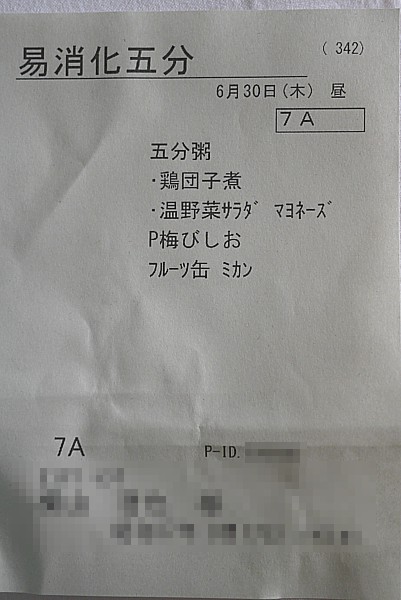 ( 342)
易消化五分
6月30日(木) 昼
7A
五分粥
・鶏団子煮
・温野菜ｻﾗﾀﾞ ﾏﾖﾈｰｽﾞ
P梅びしお
ﾌﾙｰﾂ缶 ﾐｶﾝ
7A P-ID.